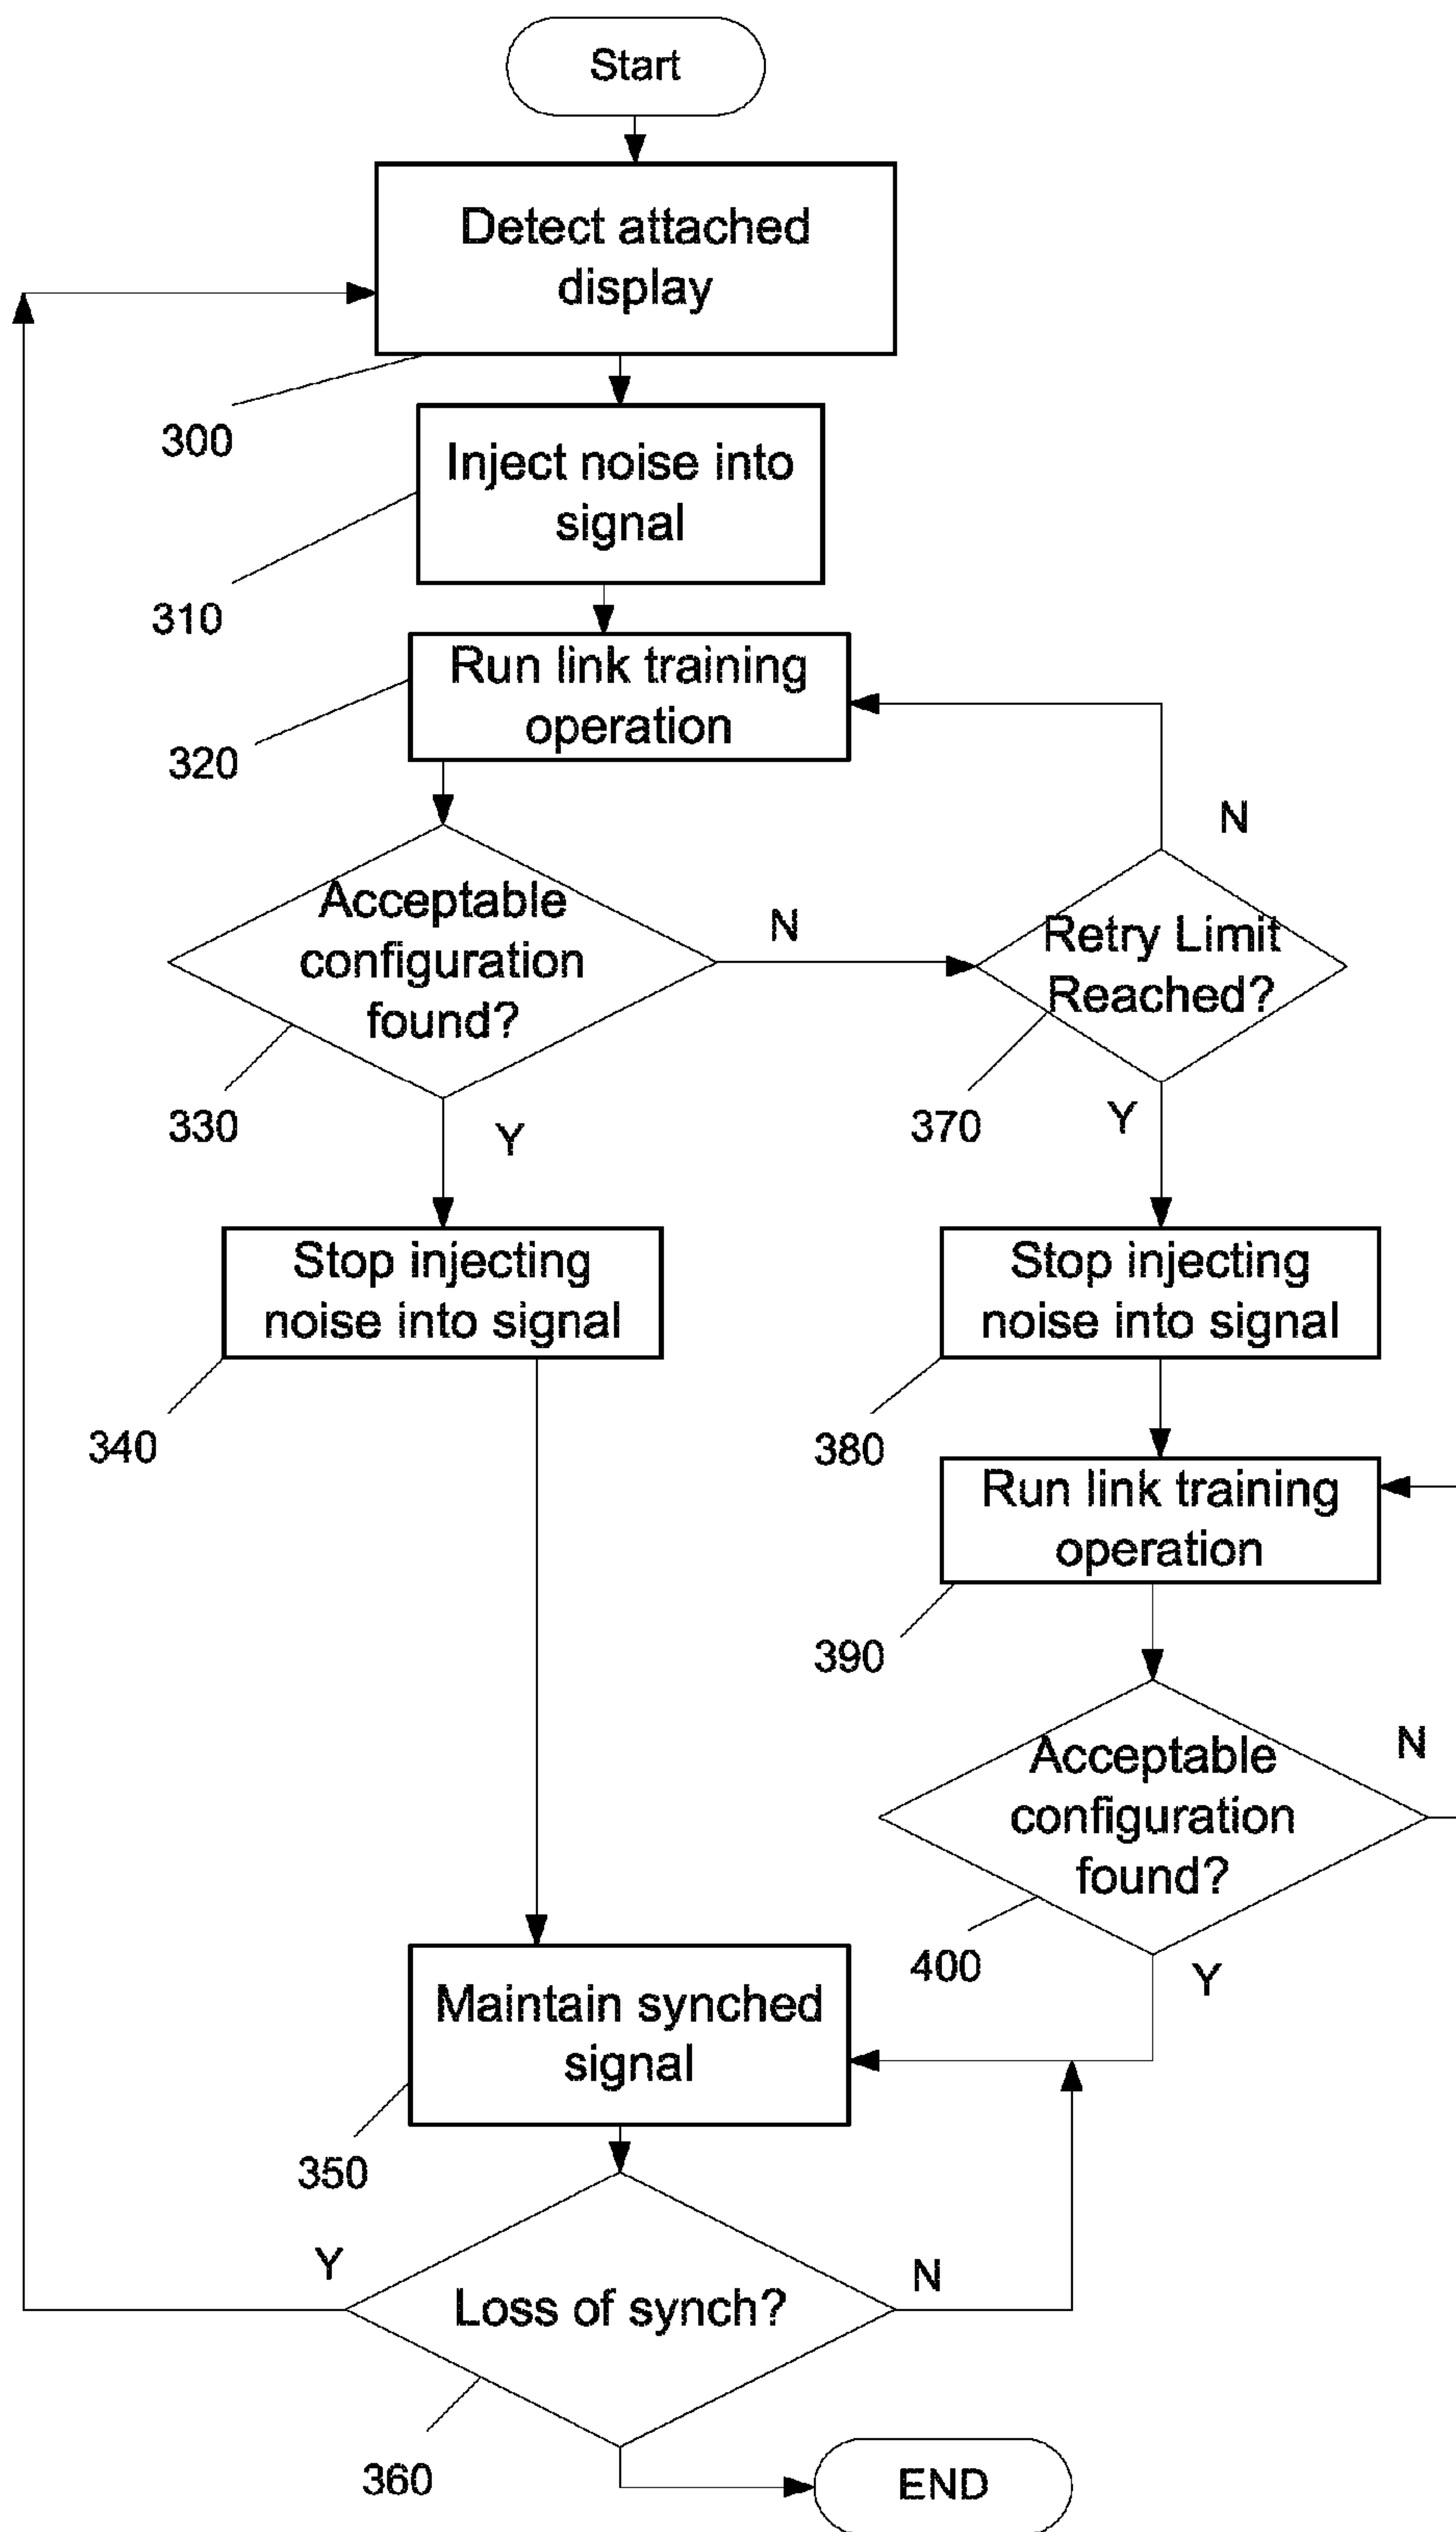 Start
Detect attached
display
300
Inject noise into
signal
310
Run link training
operation
320
N
Acceptable
configuration
found?
N
Retry Limit
Reached?
330
Y
370
Y
Stop injecting
noise into signal
Stop injecting
noise into signal
340
380
Run link training
operation
390
N
Acceptable
configuration
found?
400
Y
Maintain synched
signal
350
Y
Loss of synch?
N
360
END